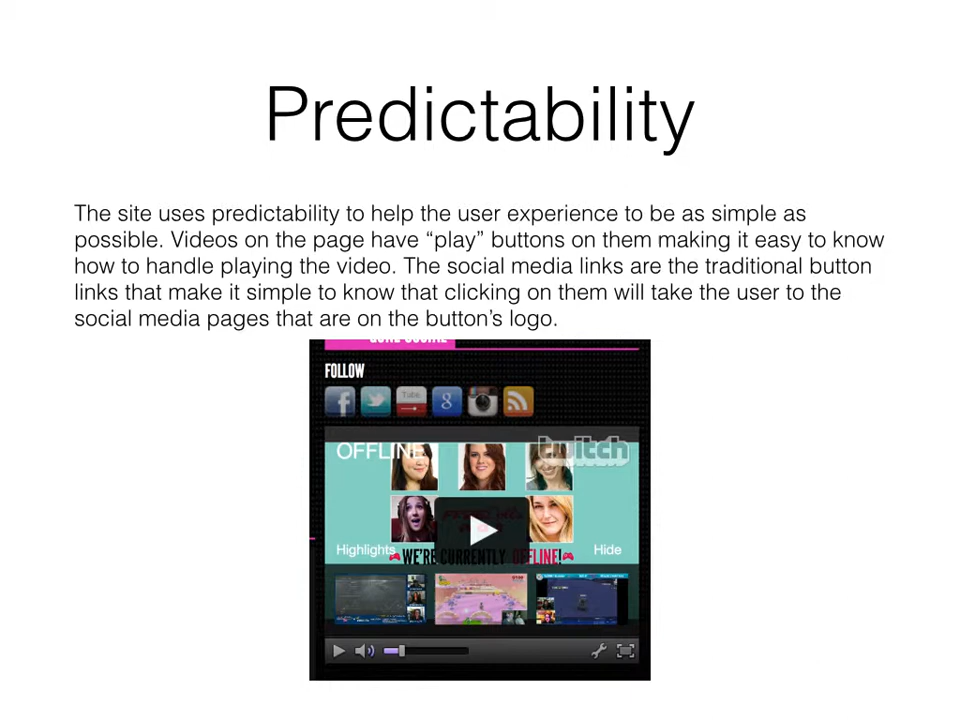 Predictability
The site uses predictability to help the user experience to be as simple as
possible. Videos on the page have “play” buttons on them making it easy to know
how to handle playing the video. The social media links are the traditional button
links that make it simple to know that clicking on them will take the user to the
social media pages that are on the button’s logo.
FOLLOW
f Tube g
OFFLINE twitch
Highlights Hide
WE'RE CURRENTLY OFFLINE!